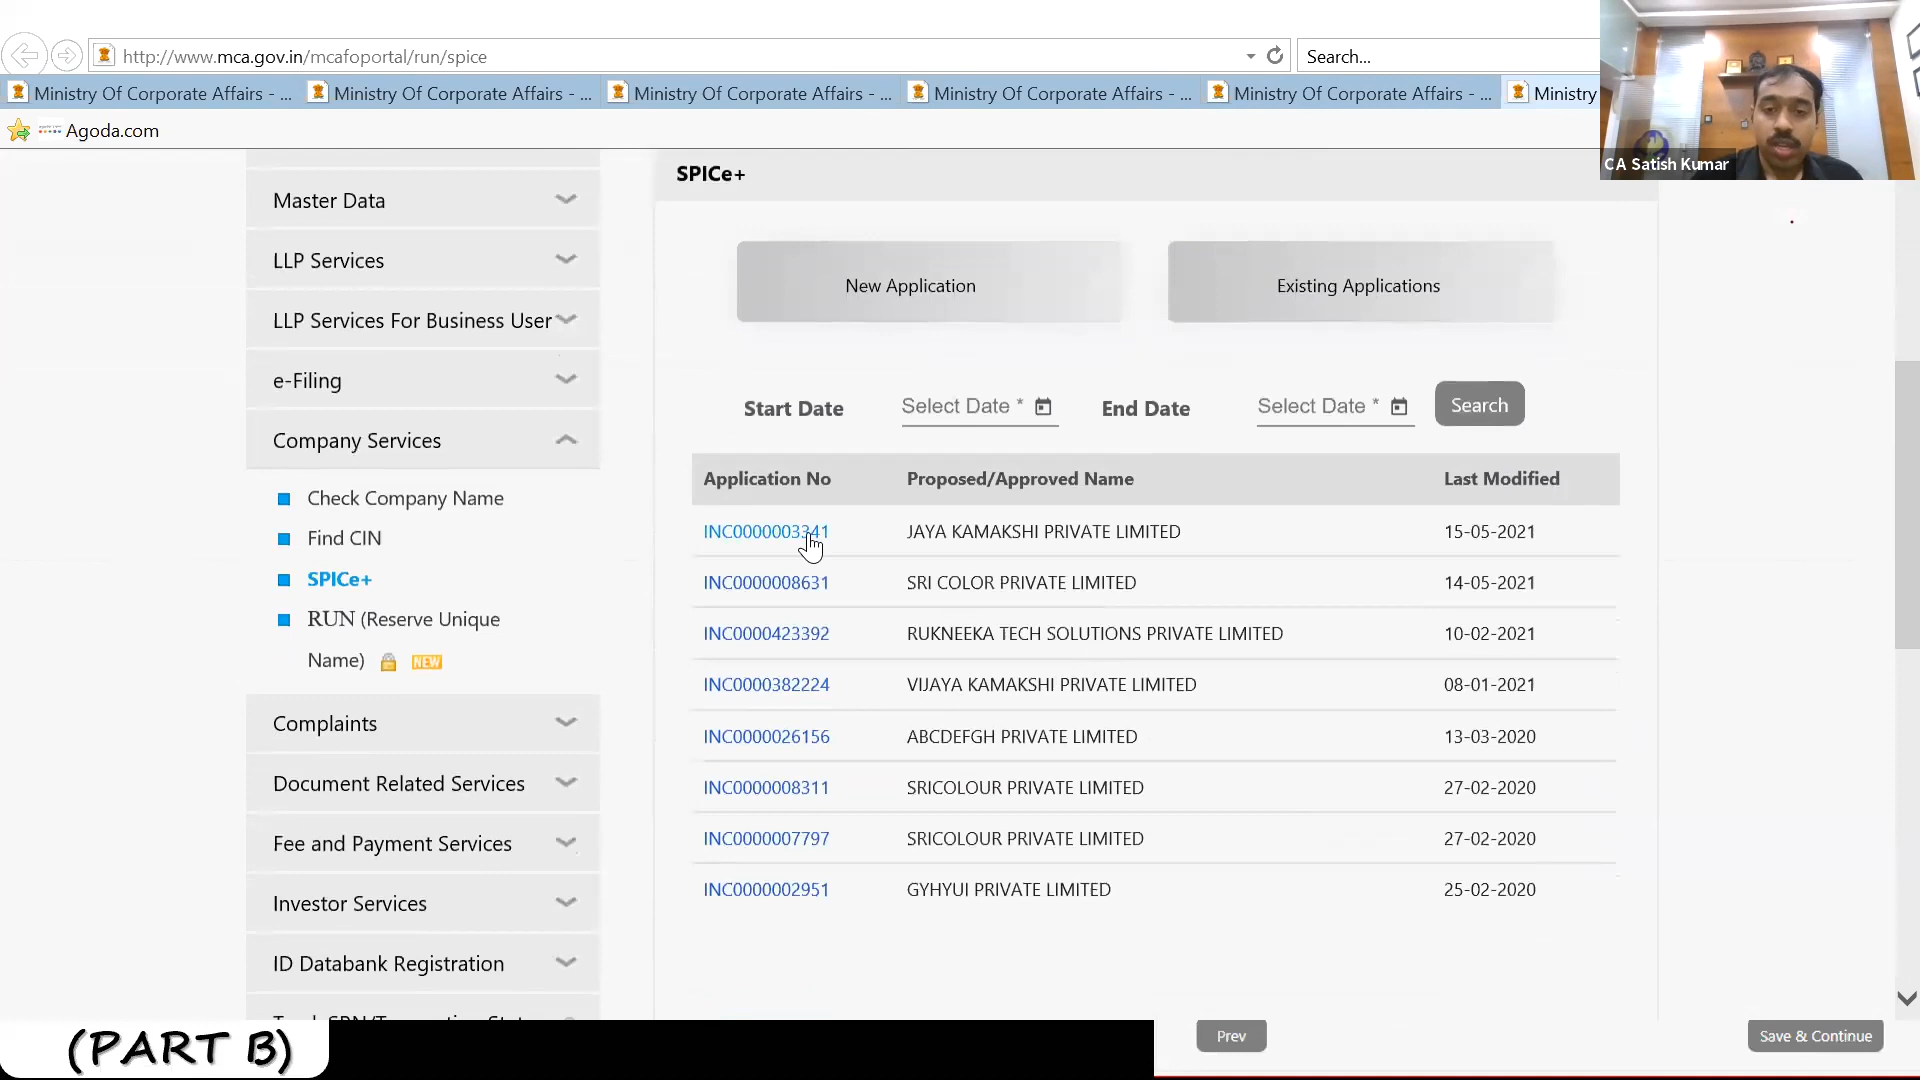 http://www.mca.gov.in/mcafoportal/run/spice
Search...
Ministry Of Corporate Affairs - ...
Ministry Of Corporate Affairs - ...
Ministry Of Corporate Affairs - ...
Ministry Of Corporate Affairs - ...
Ministry Of Corporate Affairs - ...
Ministry
Agoda.com
CA Satish Kumar
Master Data
LLP Services
LLP Services For Business User
e-Filing
Company Services
Check Company Name
Find CIN
SPICe+
RUN (Reserve Unique
Name) NEW
Complaints
Document Related Services
Fee and Payment Services
Investor Services
ID Databank Registration
SPICe+
New Application
Existing Applications
Start Date Select Date * End Date Select Date * Search
Application No Proposed/Approved Name Last Modified
INC0000003341 JAYA KAMAKSHI PRIVATE LIMITED 15-05-2021
INC0000008631 SRI COLOR PRIVATE LIMITED 14-05-2021
INC0000423392 RUKNEEKA TECH SOLUTIONS PRIVATE LIMITED 10-02-2021
INC0000382224 VIJAYA KAMAKSHI PRIVATE LIMITED 08-01-2021
INC0000026156 ABCDEFGH PRIVATE LIMITED 13-03-2020
INC0000008311 SRICOLOUR PRIVATE LIMITED 27-02-2020
INC0000007797 SRICOLOUR PRIVATE LIMITED 27-02-2020
INC0000002951 GYHYUI PRIVATE LIMITED 25-02-2020
(PART B)
Prev
Save & Continue